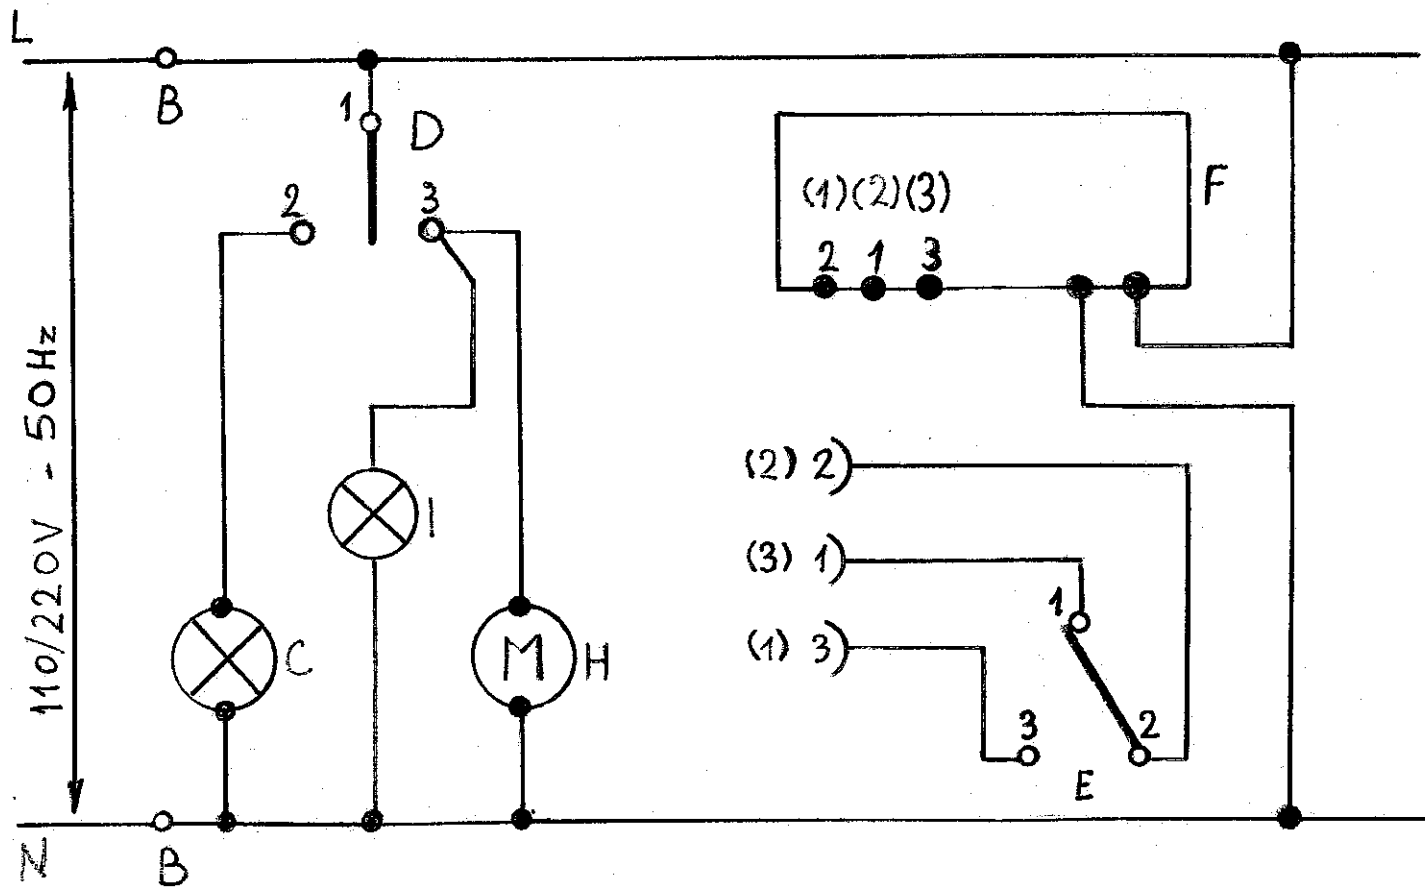 L
B
1
D
2
3
(1)(2)(3)
F
2 1 3
110/220V - 50Hz
(2) 2)
I
(3) 1)
1
C
M
H
(1) 3)
3
2
E
N
B